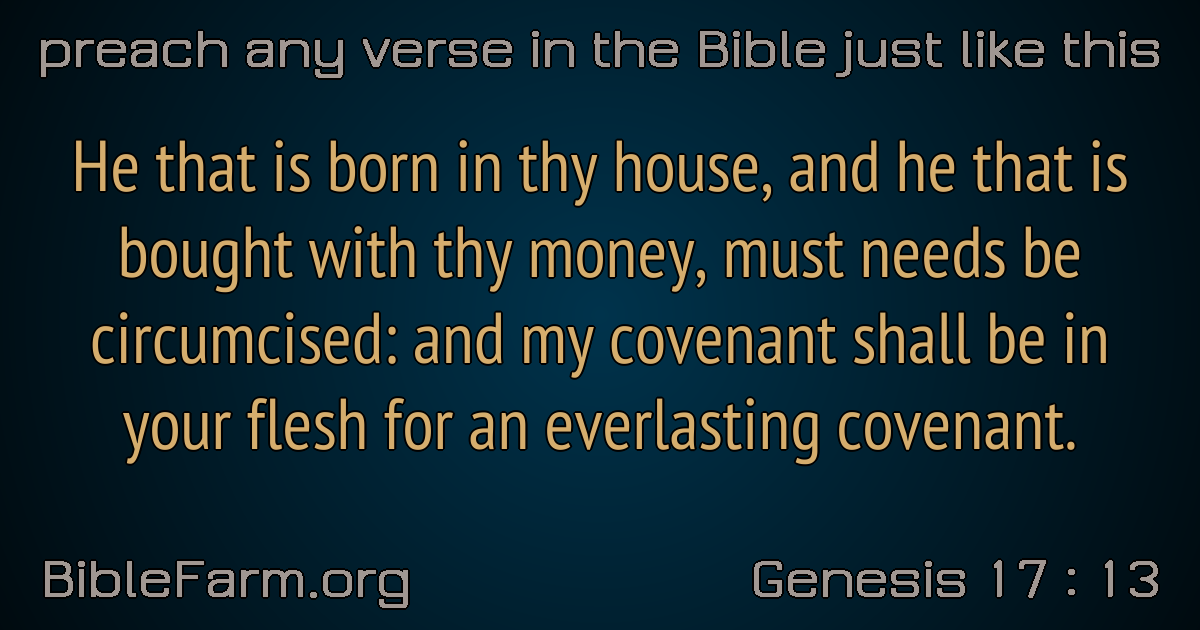 preach any verse in the Bible just like this
He that is born in thy house, and he that is
bought with thy money, must needs be
circumcised: and my covenant shall be in
your flesh for an everlasting covenant.
BibleFarm.org
Genesis 17 : 13